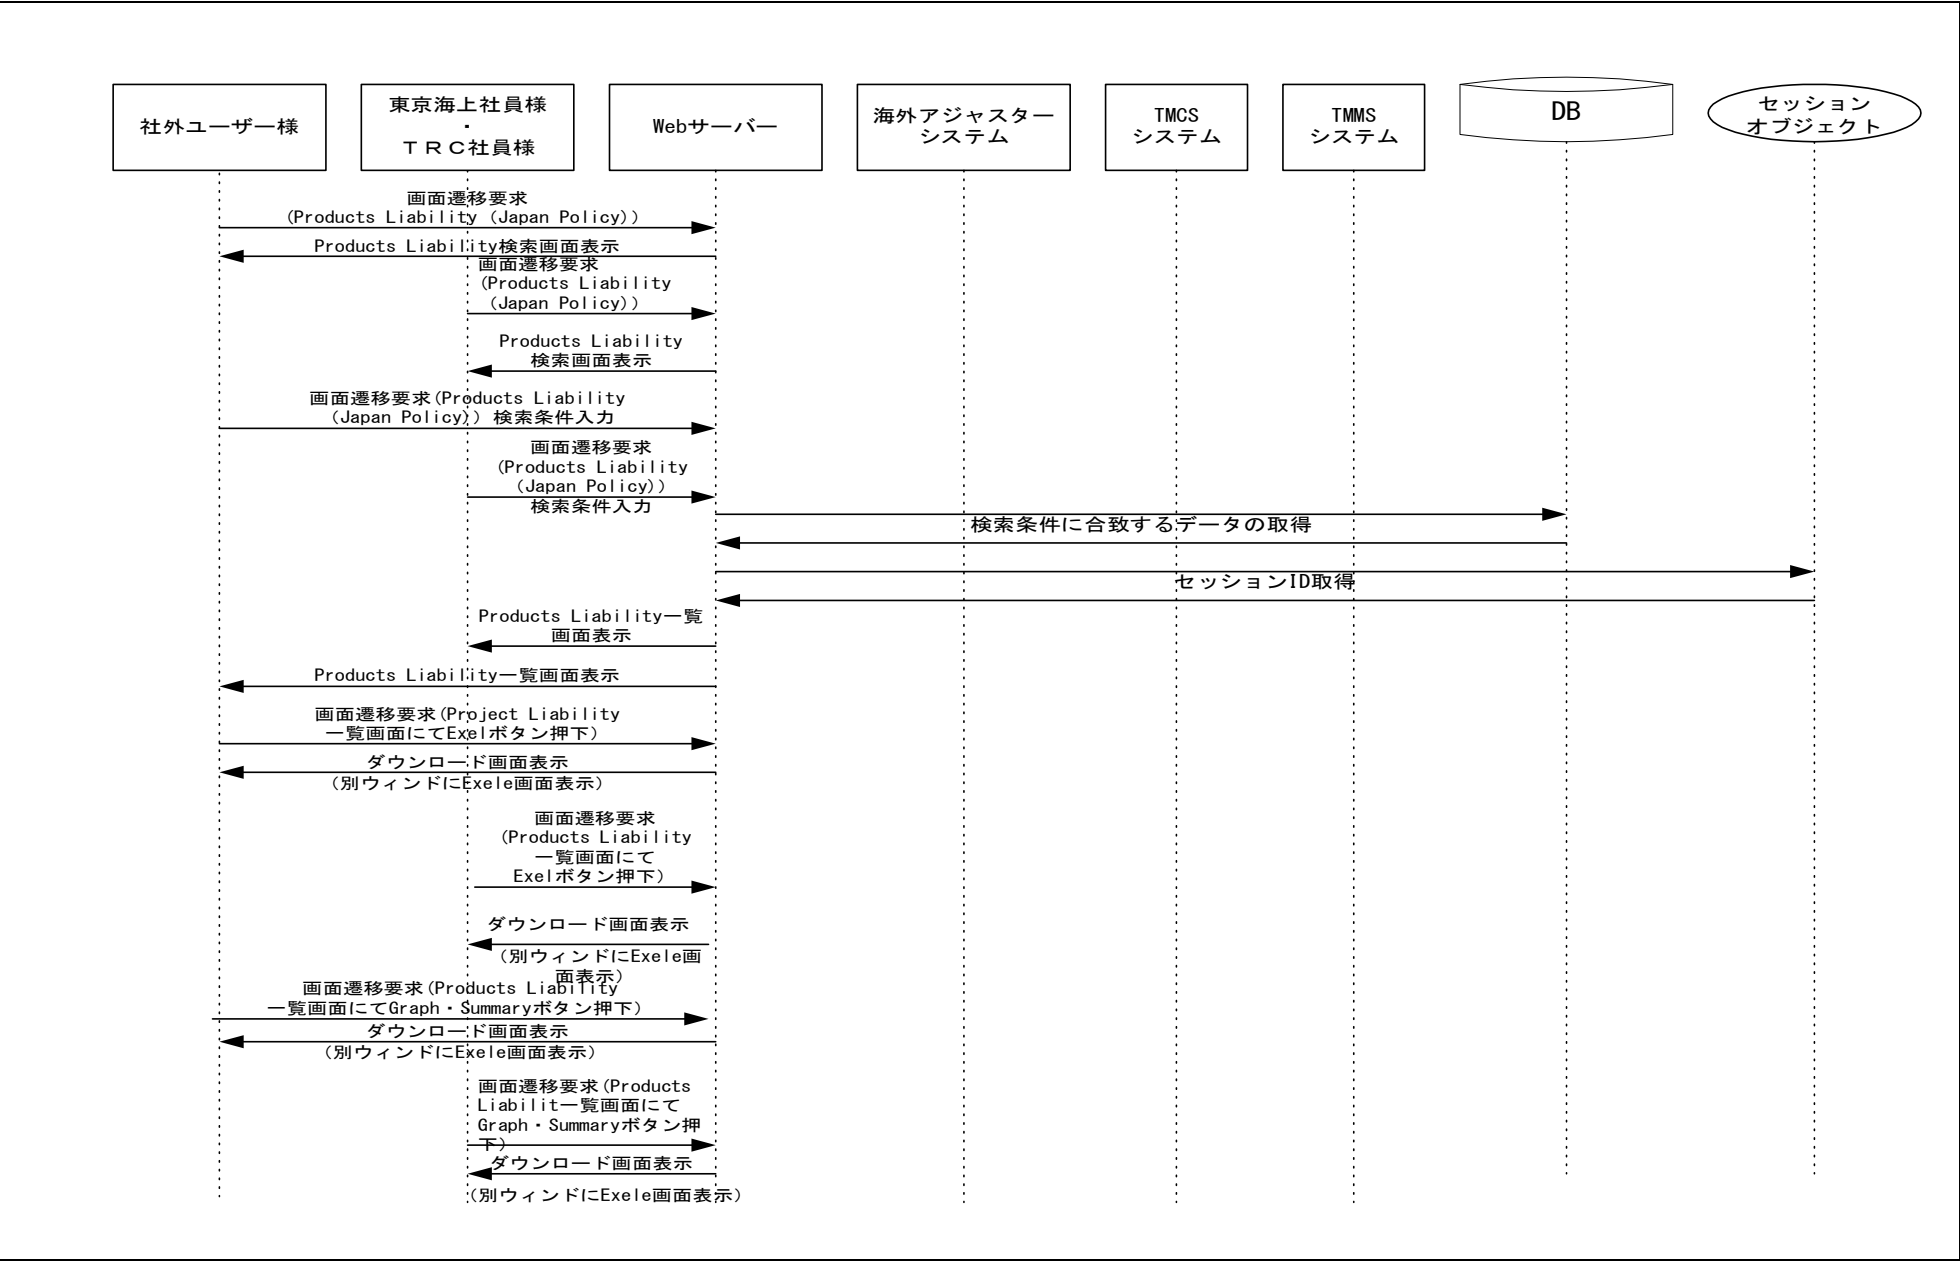 社外ユーザー様
東京海上社員様
・
ＴＲＣ社員様
Webサーバー
海外アジャスター
システム
TMCS
システム
TMMS
システム
DB
セッション
オブジェクト
画面遷移要求
(Products Liability (Japan Policy))
Products Liability検索画面表示
画面遷移要求
(Products Liability
(Japan Policy))
Products Liability
検索画面表示
画面遷移要求(Products Liability
(Japan Policy)) 検索条件入力
画面遷移要求
(Products Liability
(Japan Policy))
検索条件入力
検索条件に合致するデータの取得
セッションID取得
Products Liability一覧
画面表示
Products Liability一覧画面表示
画面遷移要求(Project Liability
一覧画面にてExelボタン押下)
ダウンロード画面表示
(別ウィンドにExele画面表示)
画面遷移要求
(Products Liability
一覧画面にて
Exelボタン押下)
ダウンロード画面表示
(別ウィンドにExele画
面表示)
画面遷移要求(Products Liability
一覧画面にてGraph・Summaryボタン押下)
ダウンロード画面表示
(別ウィンドにExele画面表示)
画面遷移要求(Products
Liabilit一覧画面にて
Graph・Summaryボタン押
下)
ダウンロード画面表示
(別ウィンドにExele画面表示)